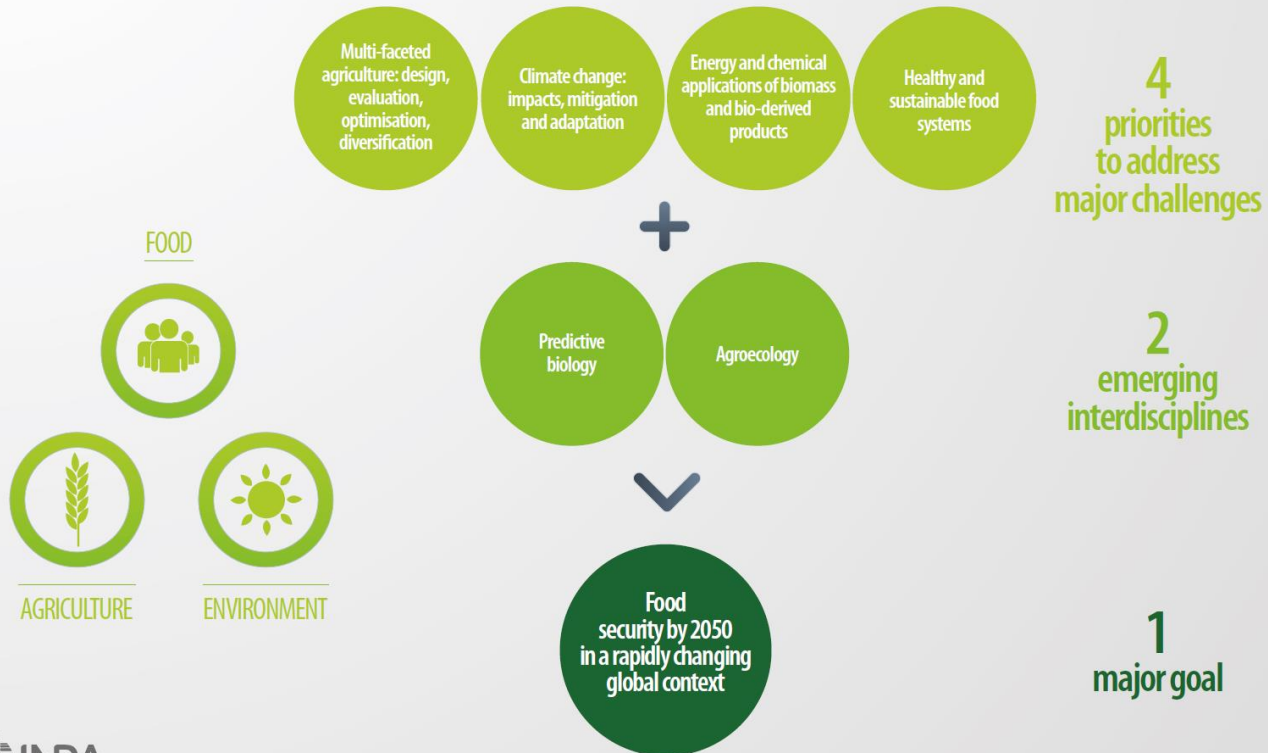 Multi-faceted
agriculture: design,
evaluation,
optimisation,
diversification
Climate change:
impacts, mitigation
and adaptation
Energy and chemical
applications of biomass
and bio-derived
products
Healthy and
sustainable food
systems
4
priorities
to address
major challenges
FOOD
AGRICULTURE
ENVIRONMENT
Predictive
biology
Agroecology
2
emerging
interdisciplines
Food
security by 2050
in a rapidly changing
global context
1
major goal